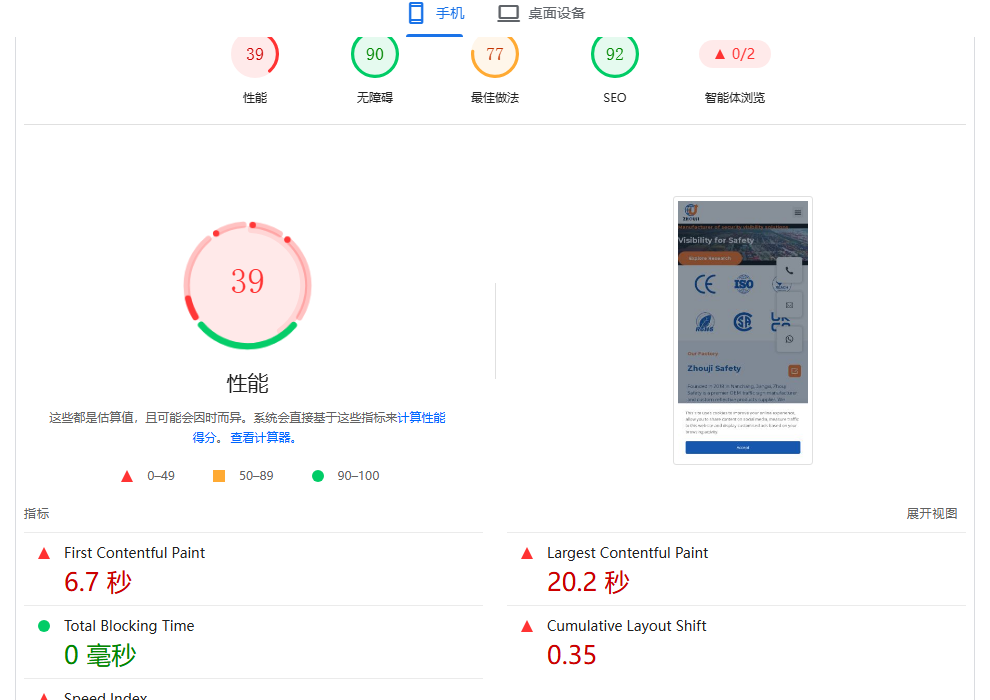 手机
桌面设备
39
90
77
92
0/2
性能
无障碍
最佳做法
SEO
智能体浏览
39
性能
这些都是估算值，且可能会因时而异。系统会直接基于这些指标来计算性能
得分。查看计算器。
0–49
50–89
90–100
Visibility for Safety
Explore Research
CE
ISO
Our Factory
Zhouji Safety
指标
展开视图
First Contentful Paint
6.7 秒
Largest Contentful Paint
20.2 秒
Total Blocking Time
0 毫秒
Cumulative Layout Shift
0.35
Speed Index